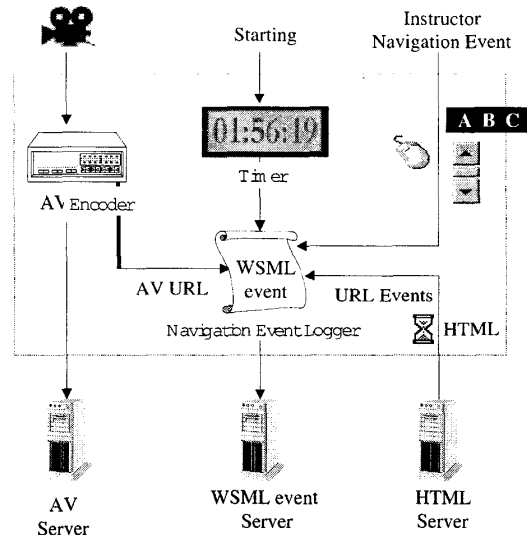 Starting
Instructor
Navigation Event
A B C
01:56:19
Timer
AV Encoder
WSML
event
AV URL
URL Events
Navigation Event Logger
HTML
AV
Server
WSML event
Server
HTML
Server